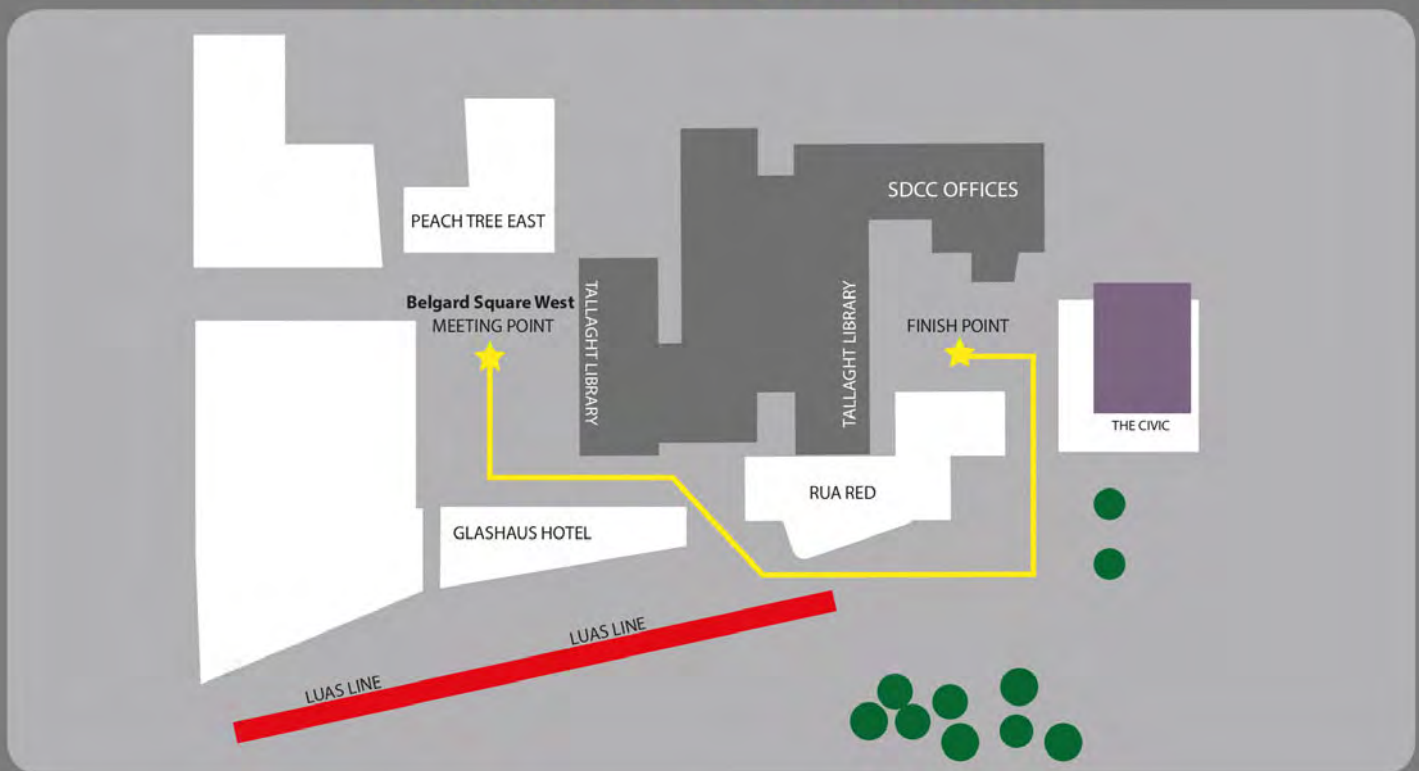 SDCC OFFICES
PEACH TREE EAST
Belgard Square West
MEETING POINT
TALLAGHT LIBRARY
TALLAGHT LIBRARY
FINISH POINT
THE CIVIC
RUA RED
GLASHAUS HOTEL
LUAS LINE
LUAS LINE